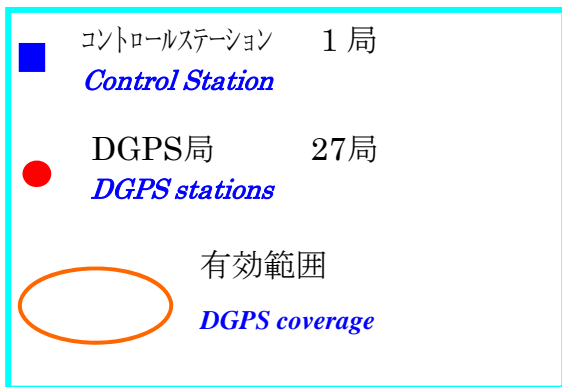 コントロールステーション 1局
Control Station
DGPS局 27局
DGPS stations
有効範囲
DGPS coverage